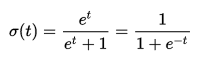 σ(t) = e^t / (e^t + 1) = 1 / (1 + e^{-t})